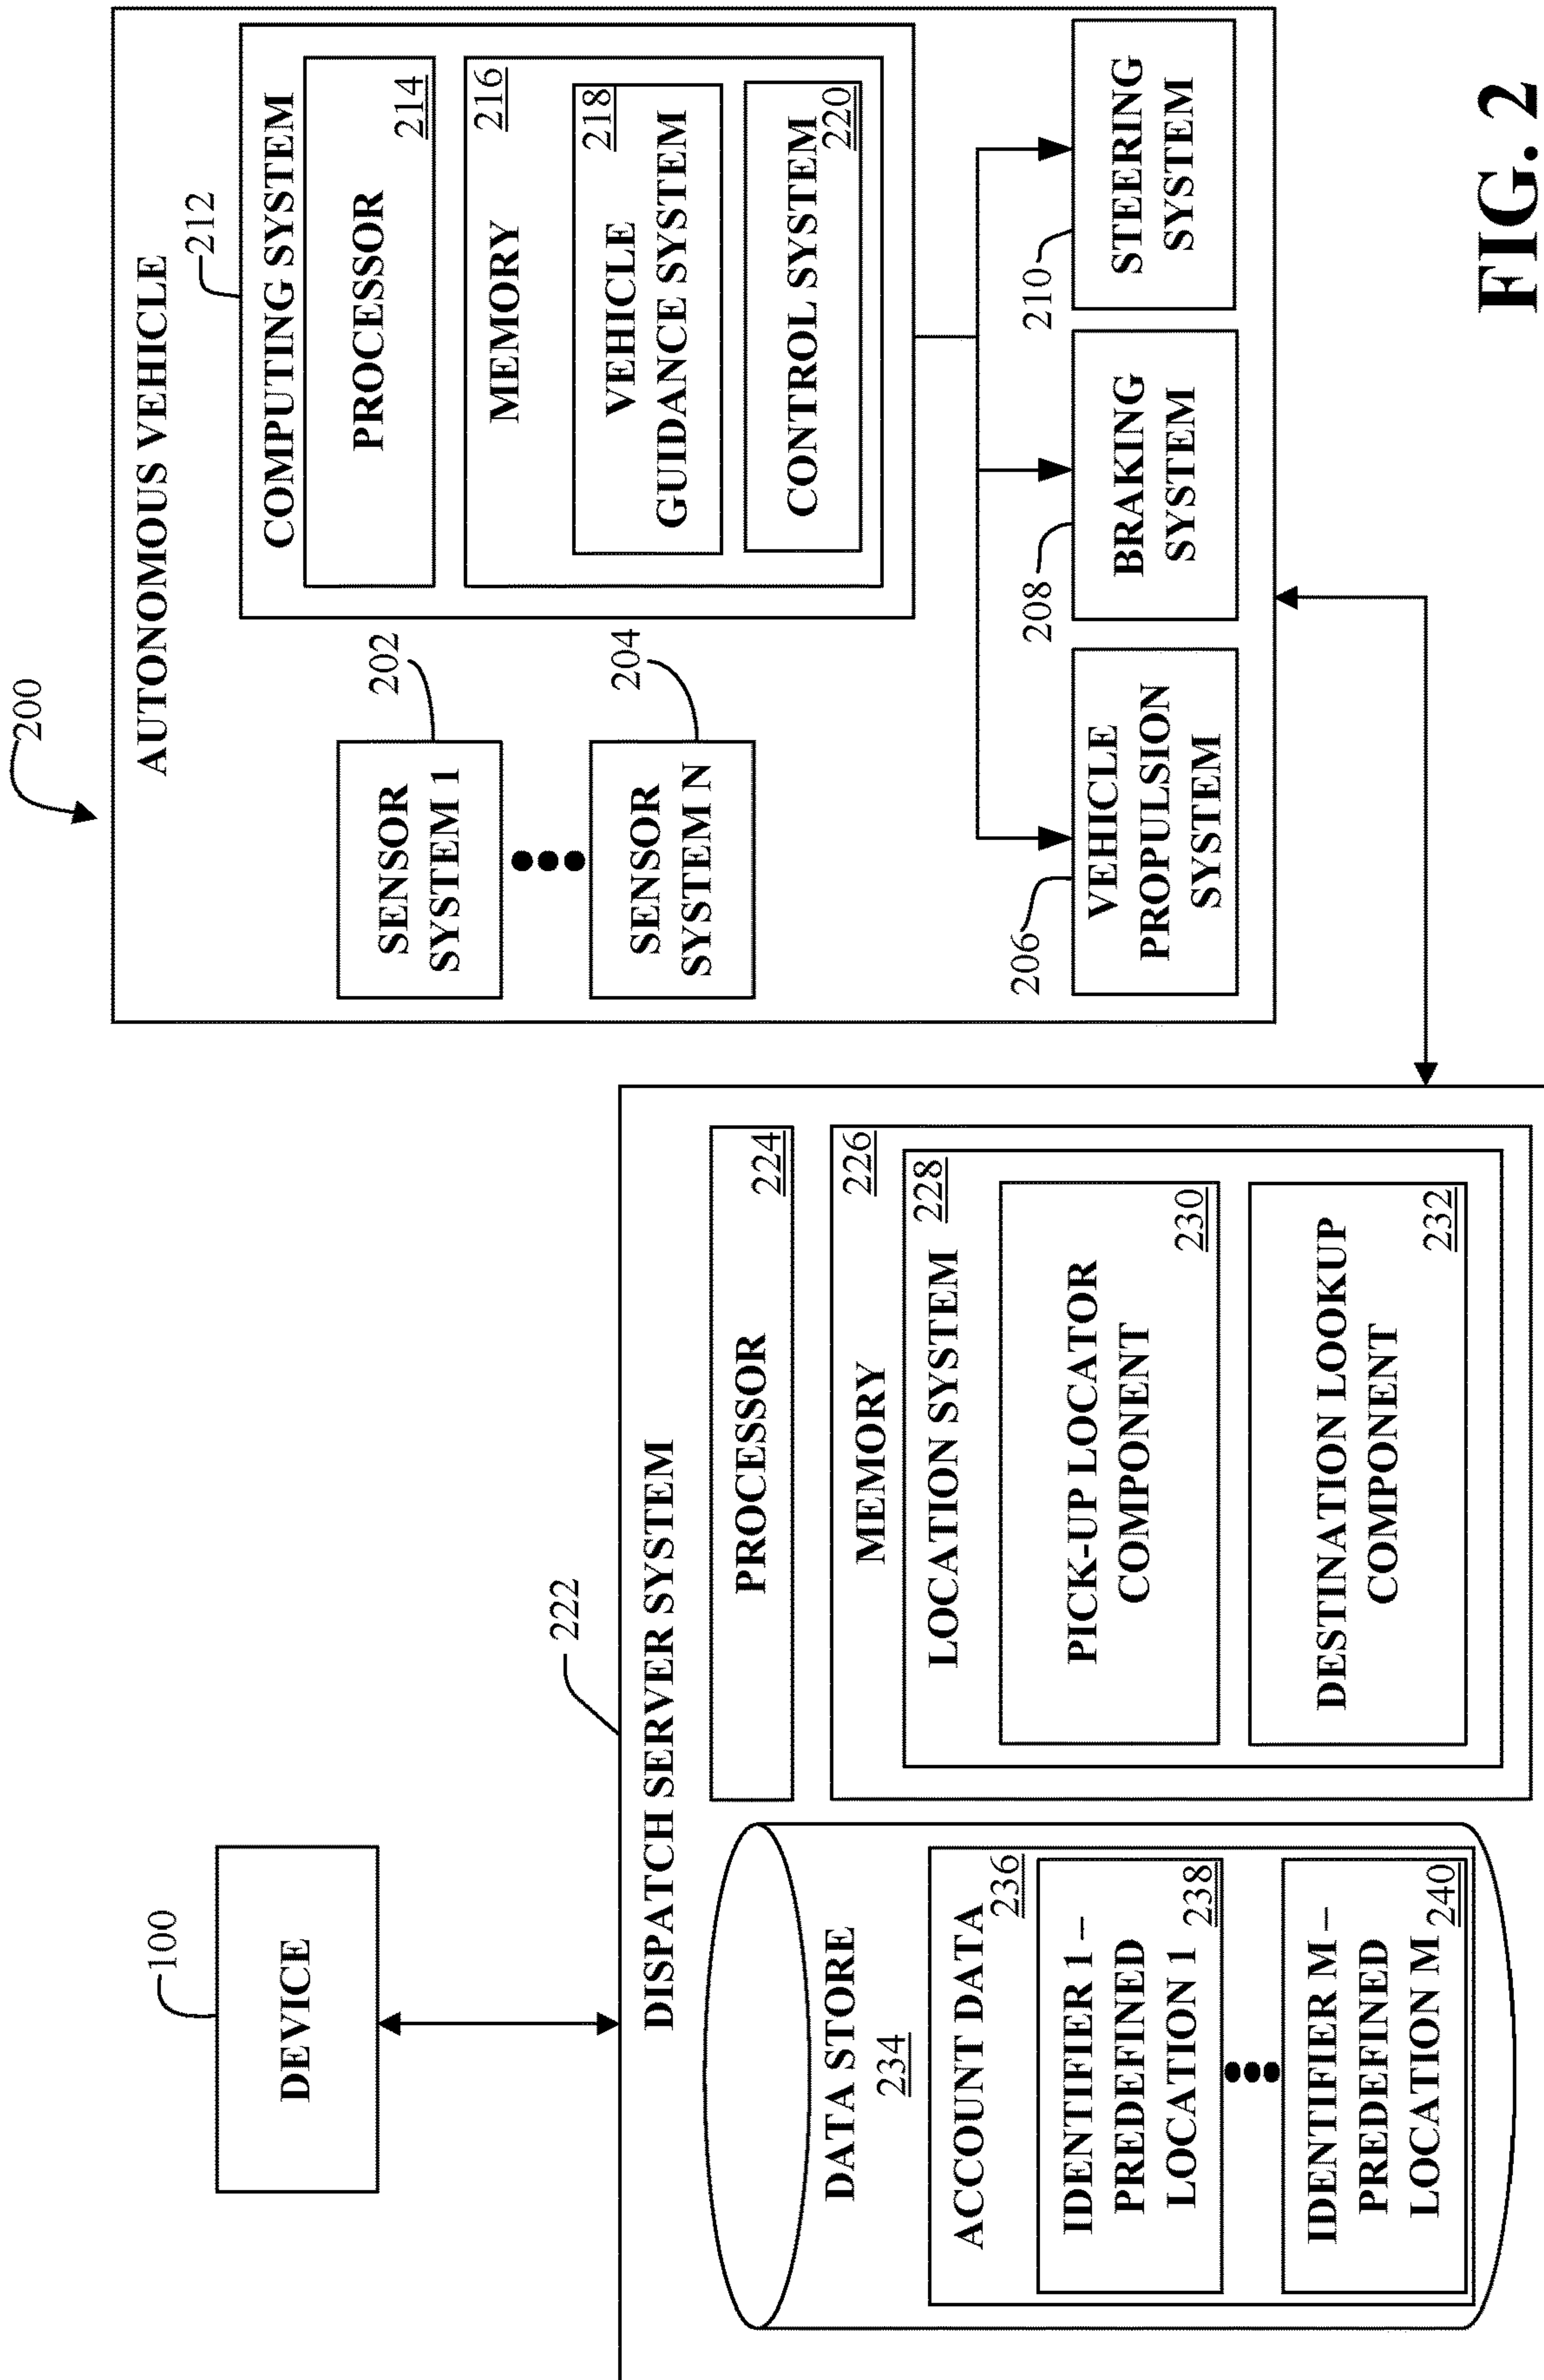 200
AUTONOMOUS VEHICLE
212
COMPUTING SYSTEM
PROCESSOR
214
MEMORY
216
VEHICLE
GUIDANCE SYSTEM
218
CONTROL SYSTEM
220
202
SENSOR
SYSTEM 1
204
SENSOR
SYSTEM N
206
VEHICLE
PROPULSION
SYSTEM
208
BRAKING
SYSTEM
210
STEERING
SYSTEM
100
DEVICE
222
DISPATCH SERVER SYSTEM
PROCESSOR
224
MEMORY
226
LOCATION SYSTEM
228
PICK-UP LOCATOR
COMPONENT
230
DESTINATION LOOKUP
COMPONENT
232
DATA STORE
234
ACCOUNT DATA
236
IDENTIFIER 1 –
PREDEFINED
LOCATION 1
238
IDENTIFIER M –
PREDEFINED
LOCATION M
240
FIG. 2